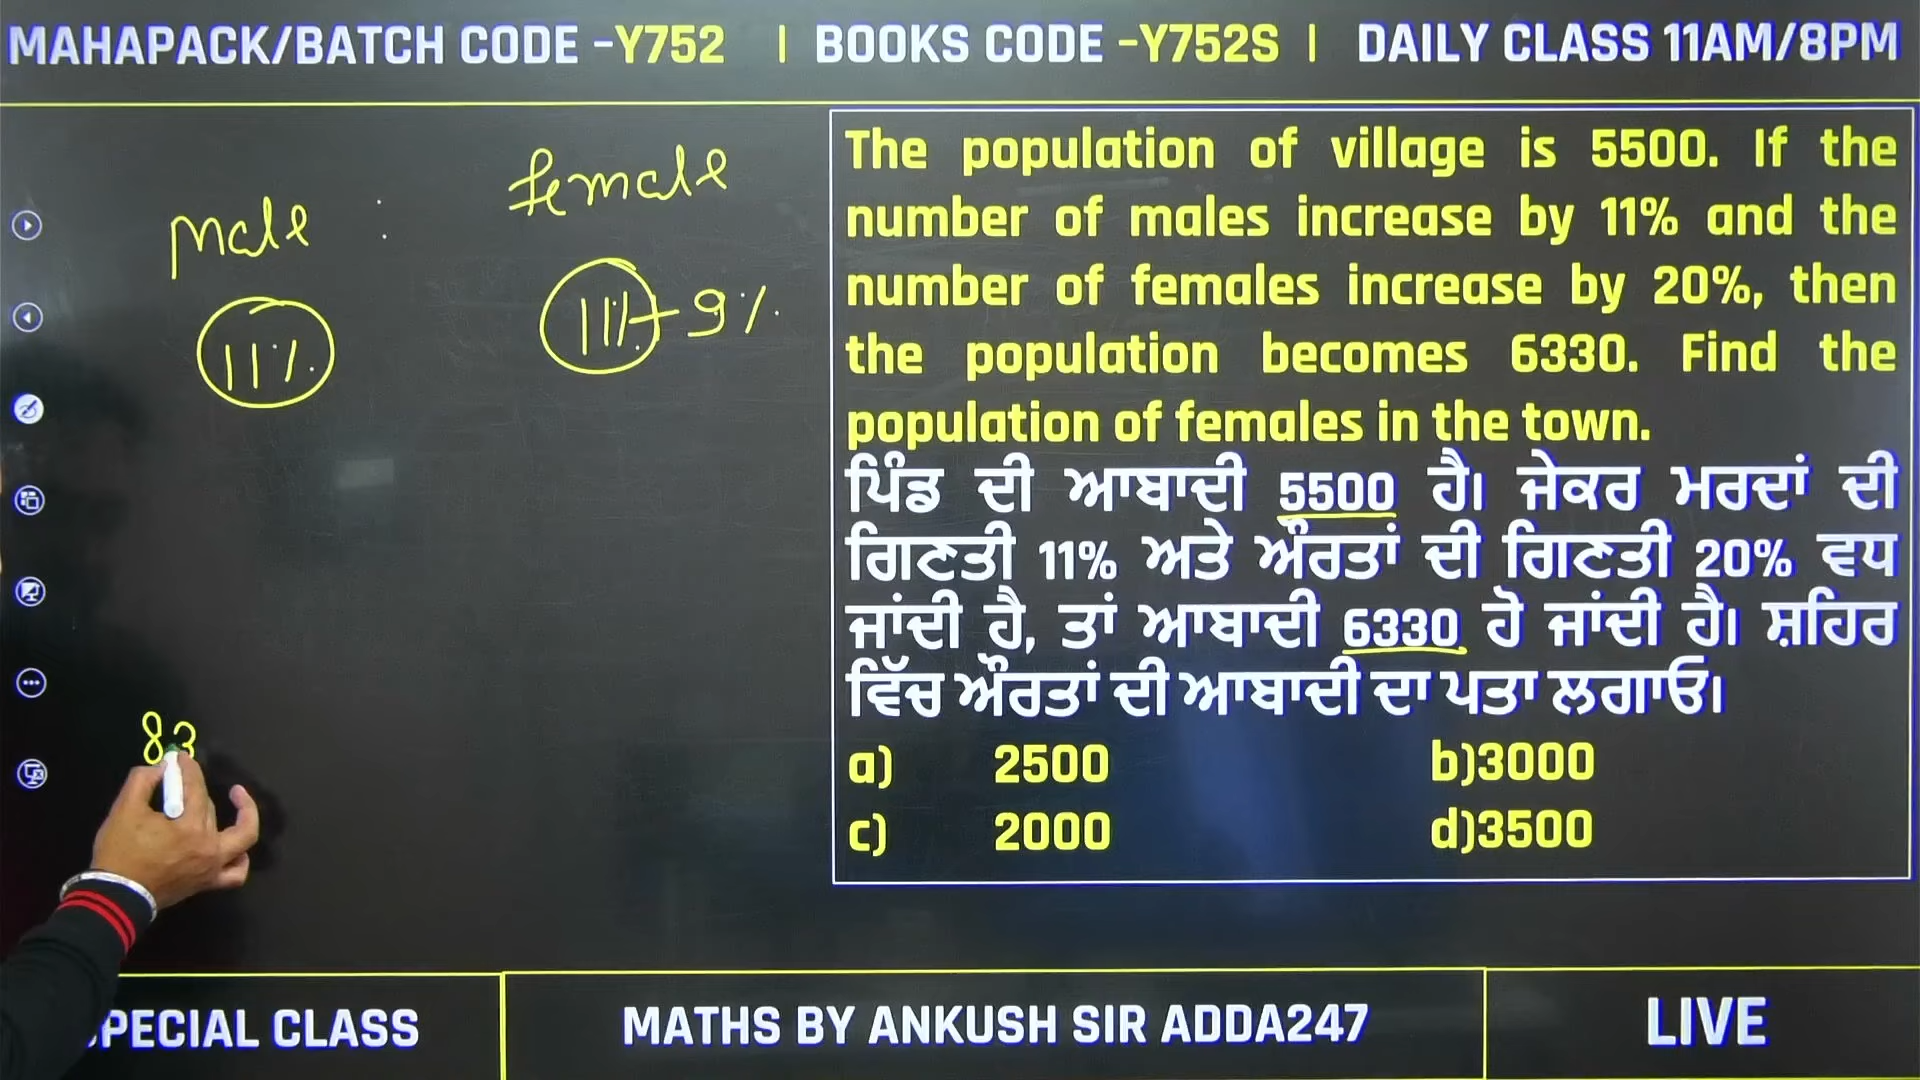 MAHAPACK/BATCH CODE -Y752 | BOOKS CODE -Y752S | DAILY CLASS 11AM/8PM
Male : female
11% 11%+9%
83
The population of village is 5500. If the
number of males increase by 11% and the
number of females increase by 20%, then
the population becomes 6330. Find the
population of females in the town.
ਪਿੰਡ ਦੀ ਆਬਾਦੀ 5500 ਹੈ। ਜੇਕਰ ਮਰਦਾਂ ਦੀ
ਗਿਣਤੀ 11% ਅਤੇ ਔਰਤਾਂ ਦੀ ਗਿਣਤੀ 20% ਵਧ
ਜਾਂਦੀ ਹੈ, ਤਾਂ ਆਬਾਦੀ 6330 ਹੋ ਜਾਂਦੀ ਹੈ। ਸ਼ਹਿਰ
ਵਿੱਚ ਔਰਤਾਂ ਦੀ ਆਬਾਦੀ ਦਾ ਪਤਾ ਲਗਾਓ।
a) 2500 b)3000
c) 2000 d)3500
SPECIAL CLASS MATHS BY ANKUSH SIR ADDA247 LIVE